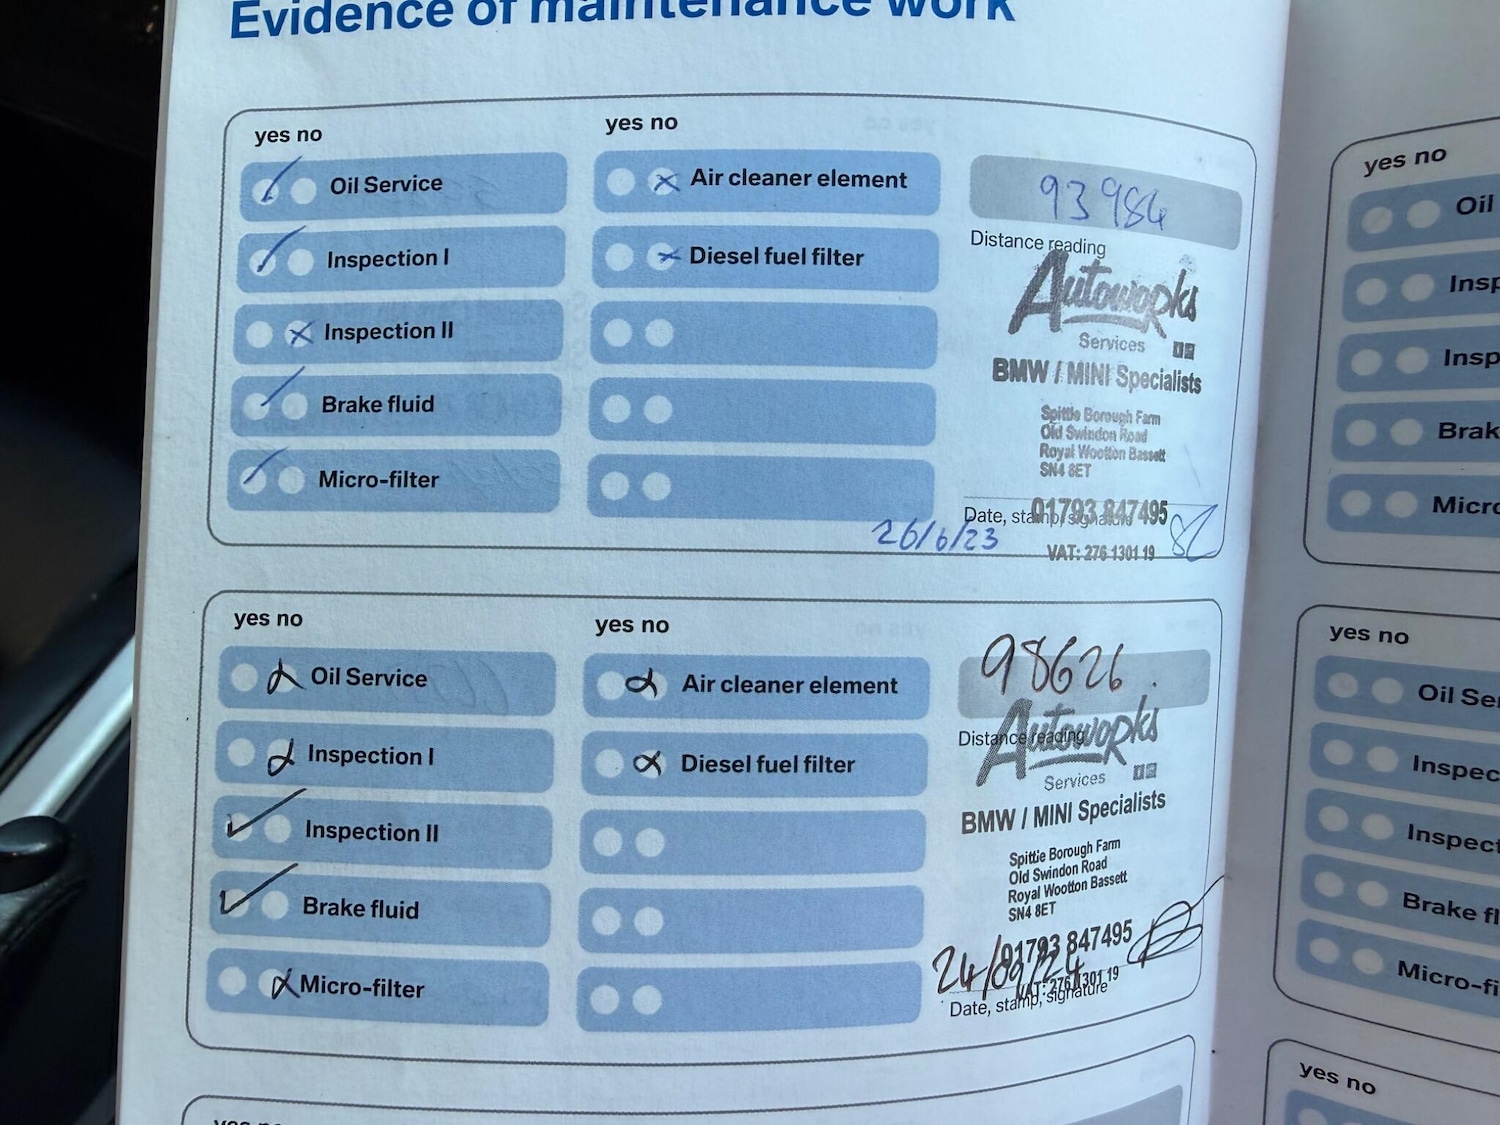 Evidence of maintenance work
yes no
Oil Service
Inspection I
Inspection II
Brake fluid
Micro-filter
yes no
Air cleaner element
Diesel fuel filter
93984
Distance reading
Autoworks
Services
BMW / MINI Specialists
Spittle Borough Farm
Old Swindon Road
Royal Wootton Bassett
SN4 8ET
01793 847495
Date, stamp, signature
26/6/23
VAT: 276 1301 19
yes no
Oil Service
Inspection I
Inspection II
Brake fluid
Micro-filter
yes no
Air cleaner element
Diesel fuel filter
98626
Distance reading
Autoworks
Services
BMW / MINI Specialists
Spittle Borough Farm
Old Swindon Road
Royal Wootton Bassett
SN4 8ET
01793 847495
24/09/24
VAT: 276 1301 19
Date, stamp, signature
yes no
yes no
Oil
Insp
Insp
Brak
Micro
yes no
Oil Se
Inspec
Inspect
Brake fl
Micro-fi
yes no